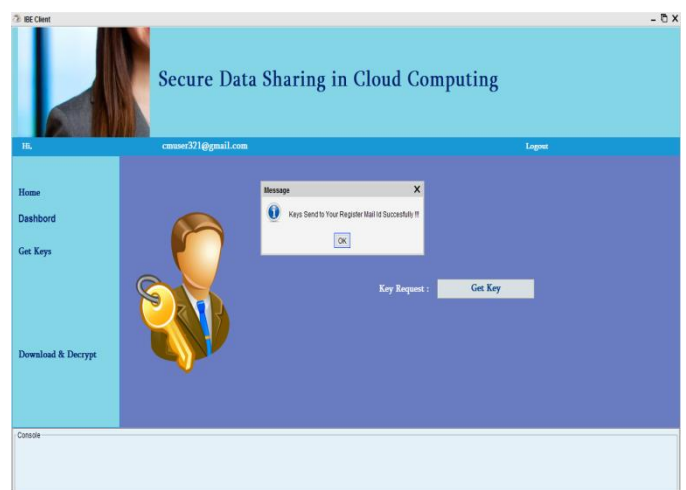 IBE Client
Secure Data Sharing in Cloud Computing
Hi, cmuser321@gmail.com Logout
Home
Dashbord
Get Keys
Download & Decrypt
Message X
Keys Send to Your Register Mail Id Succesfully !!!
OK
Key Request : Get Key
Console